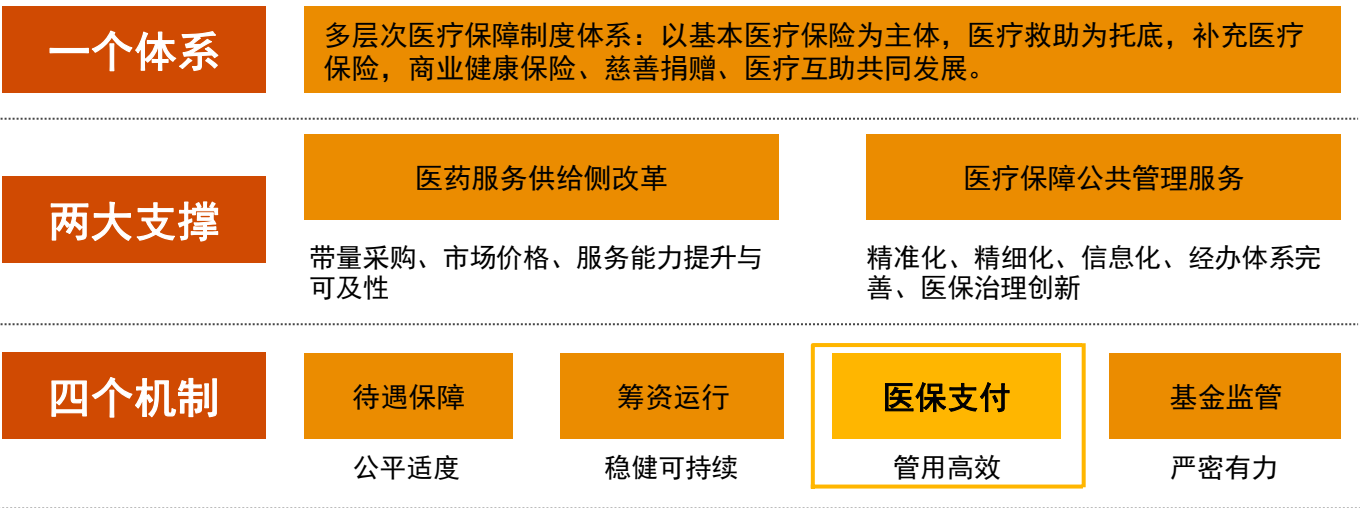 一个体系
多层次医疗保障制度体系：以基本医疗保险为主体，医疗救助为托底，补充医疗
保险，商业健康保险、慈善捐赠、医疗互助共同发展。
两大支撑
医药服务供给侧改革
医疗保障公共管理服务
带量采购、市场价格、服务能力提升与
可及性
精准化、精细化、信息化、经办体系完
善、医保治理创新
四个机制
待遇保障
筹资运行
医保支付
基金监管
公平适度
稳健可持续
管用高效
严密有力